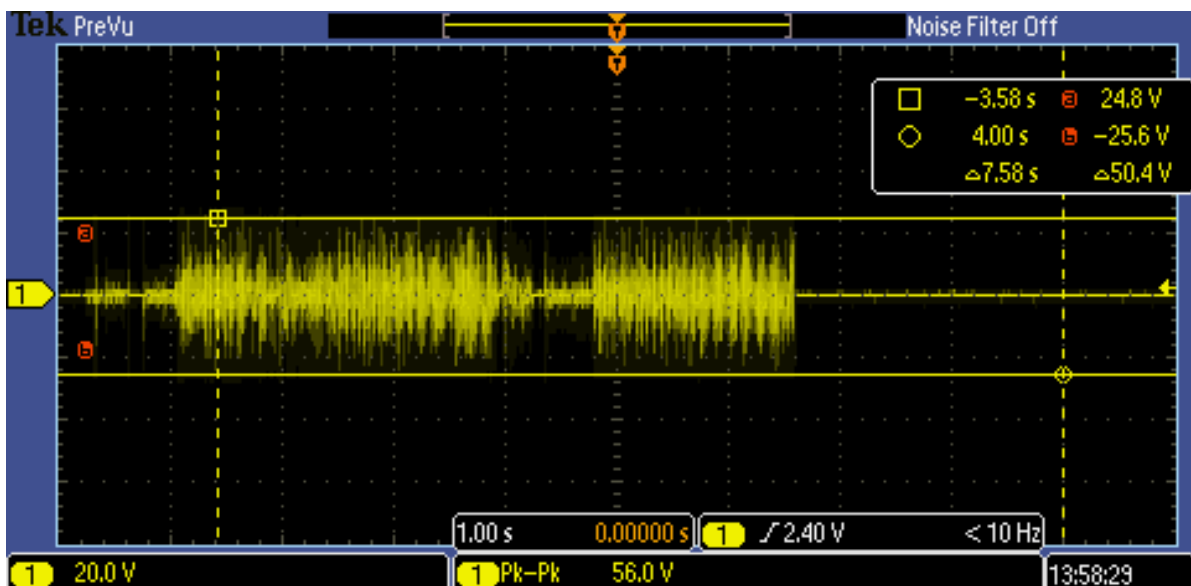 Tek PreVu Noise Filter Off
T
T
-3.58 s a 24.8 V
4.00 s b -25.6 V
△7.58 s △50.4 V
a
1
b
1.00 s 0.00000 s 1 2.40 V < 10 Hz
1 20.0 V 1 Pk-Pk 56.0 V 13:58:29